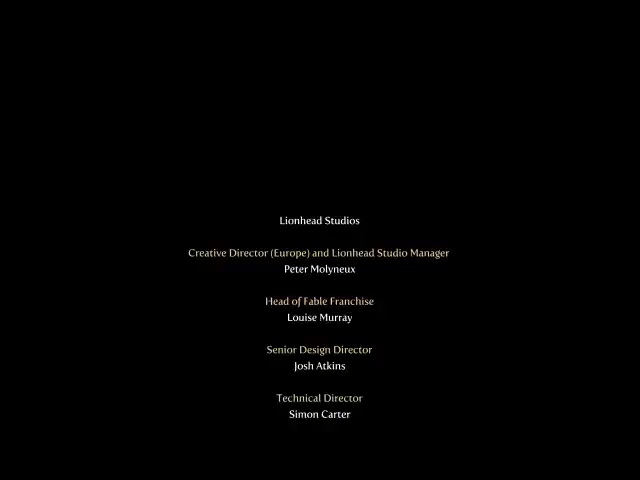 Lionhead Studios
Creative Director (Europe) and Lionhead Studio Manager
Peter Molyneux
Head of Fable Franchise
Louise Murray
Senior Design Director
Josh Atkins
Technical Director
Simon Carter